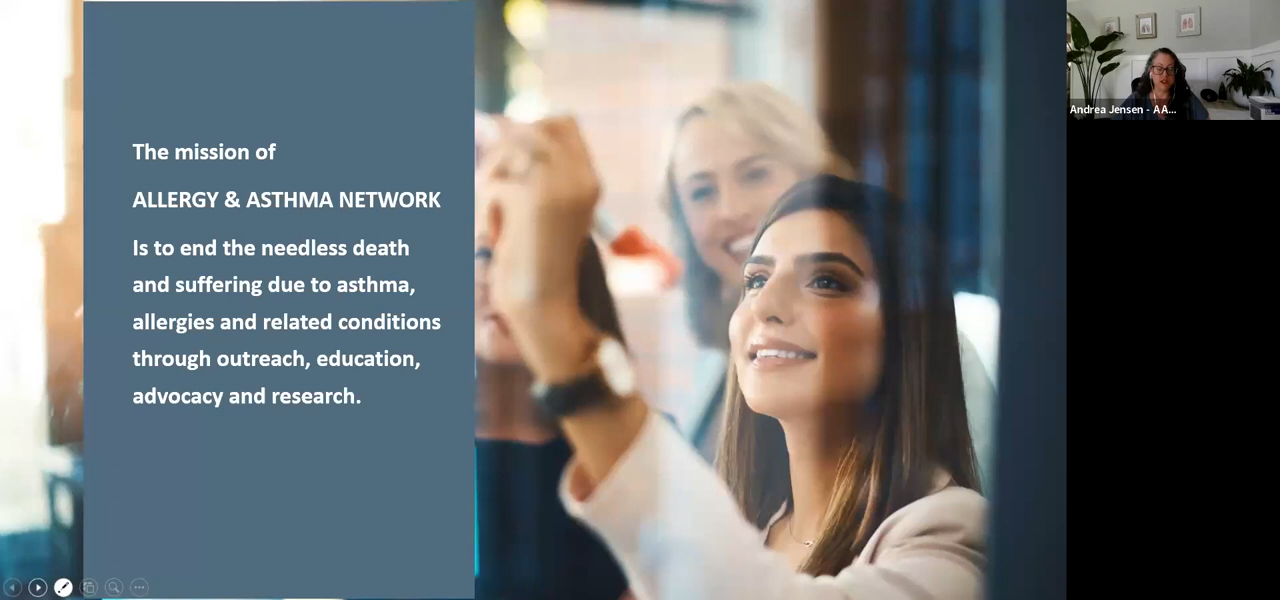 The mission of
ALLERGY & ASTHMA NETWORK
Is to end the needless death
and suffering due to asthma,
allergies and related conditions
through outreach, education,
advocacy and research.
Andrea Jensen - AA...